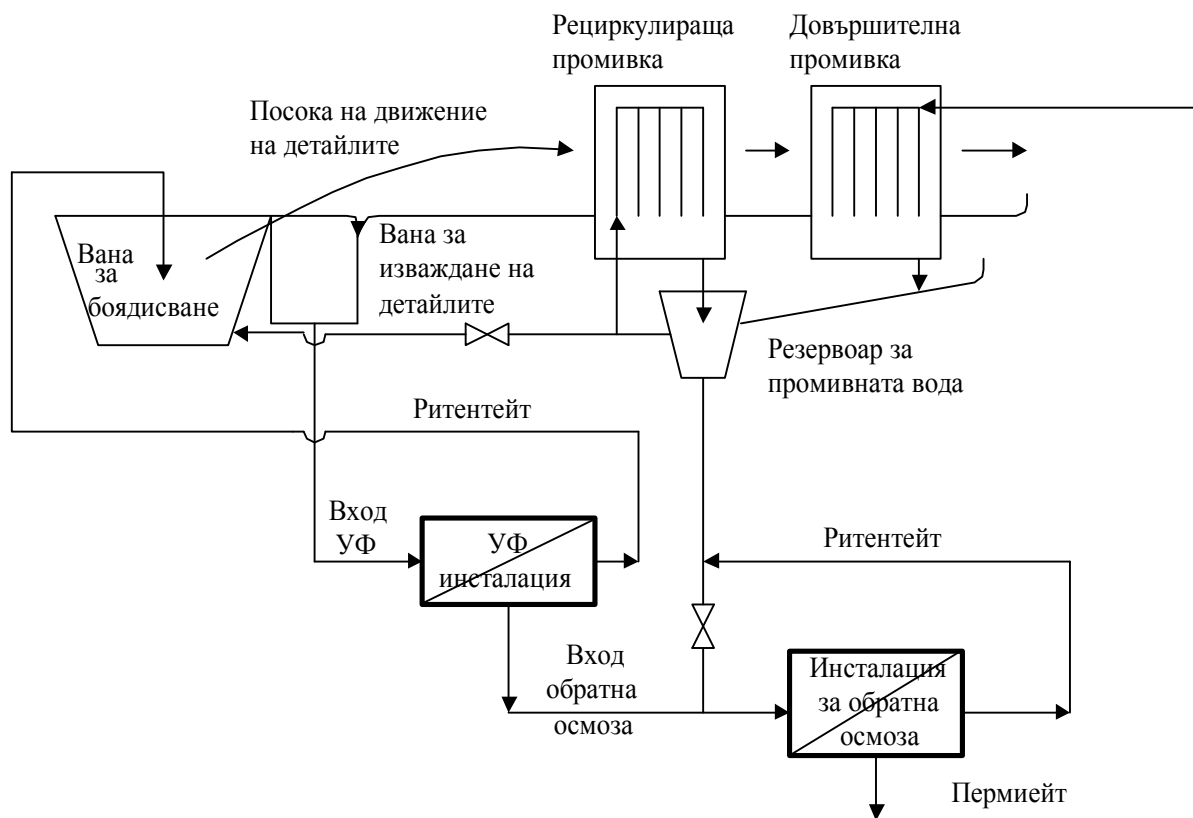 Рециркулираща
промивка
Довършителна
промивка
Посока на движение
на детайлите
Вана
за
боядисване
Вана за
изваждане на
детайлите
Резервоар за
промивната вода
Ритентейт
Вход
УФ
УФ
инсталация
Ритентейт
Вход
обратна
осмоза
Инсталация
за обратна
осмоза
Пермиейт